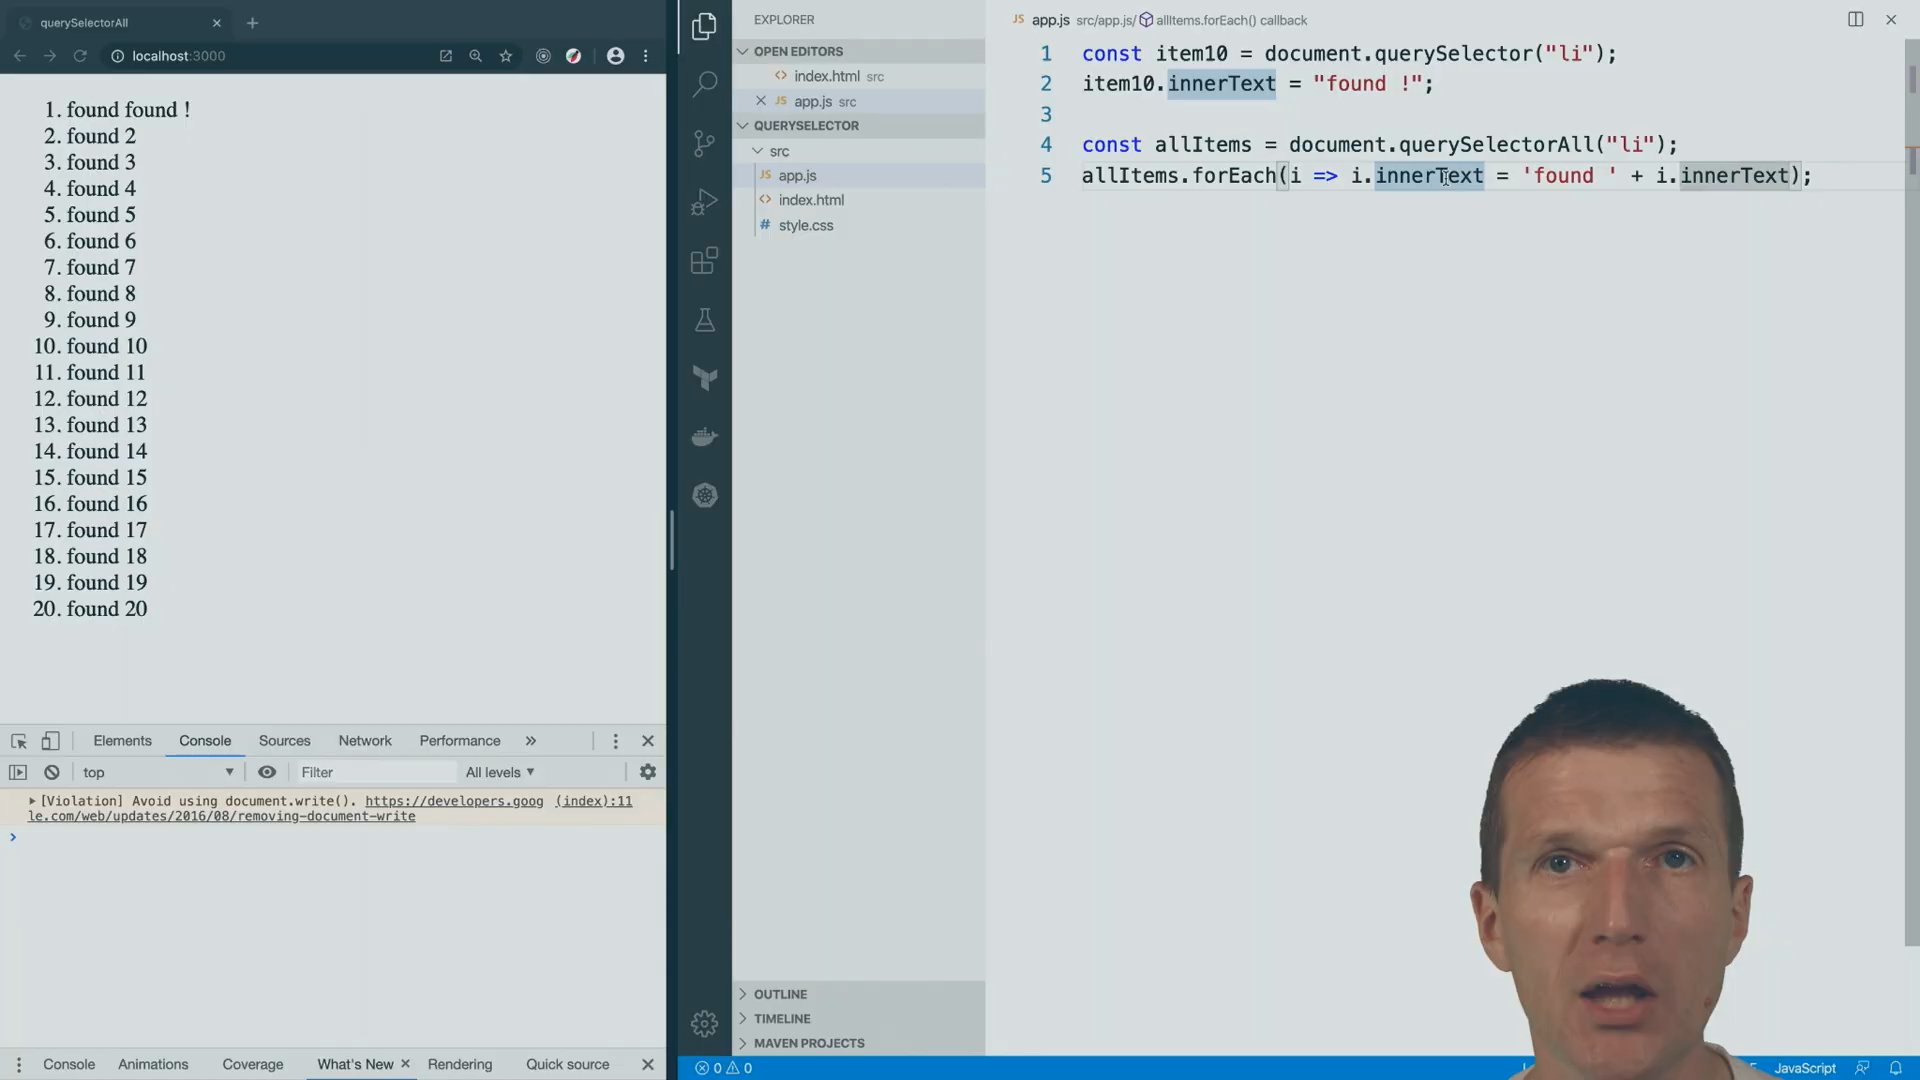 querySelectorAll
localhost:3000
1. found found !
2. found 2
3. found 3
4. found 4
5. found 5
6. found 6
7. found 7
8. found 8
9. found 9
10. found 10
11. found 11
12. found 12
13. found 13
14. found 14
15. found 15
16. found 16
17. found 17
18. found 18
19. found 19
20. found 20
Elements Console Sources Network Performance »
top Filter All levels
[Violation] Avoid using document.write(). https://developers.goog (index):11
le.com/web/updates/2016/08/removing-document-write
Console Animations Coverage What's New Rendering Quick source
EXPLORER
OPEN EDITORS
index.html src
JS app.js src
QUERYSELECTOR
src
JS app.js
index.html
# style.css
OUTLINE
TIMELINE
MAVEN PROJECTS
JS app.js src/app.js/ allItems.forEach() callback
1 const item10 = document.querySelector("li");
2 item10.innerText = "found !";
3
4 const allItems = document.querySelectorAll("li");
5 allItems.forEach(i => i.innerText = 'found ' + i.innerText);
0 0
JavaScript